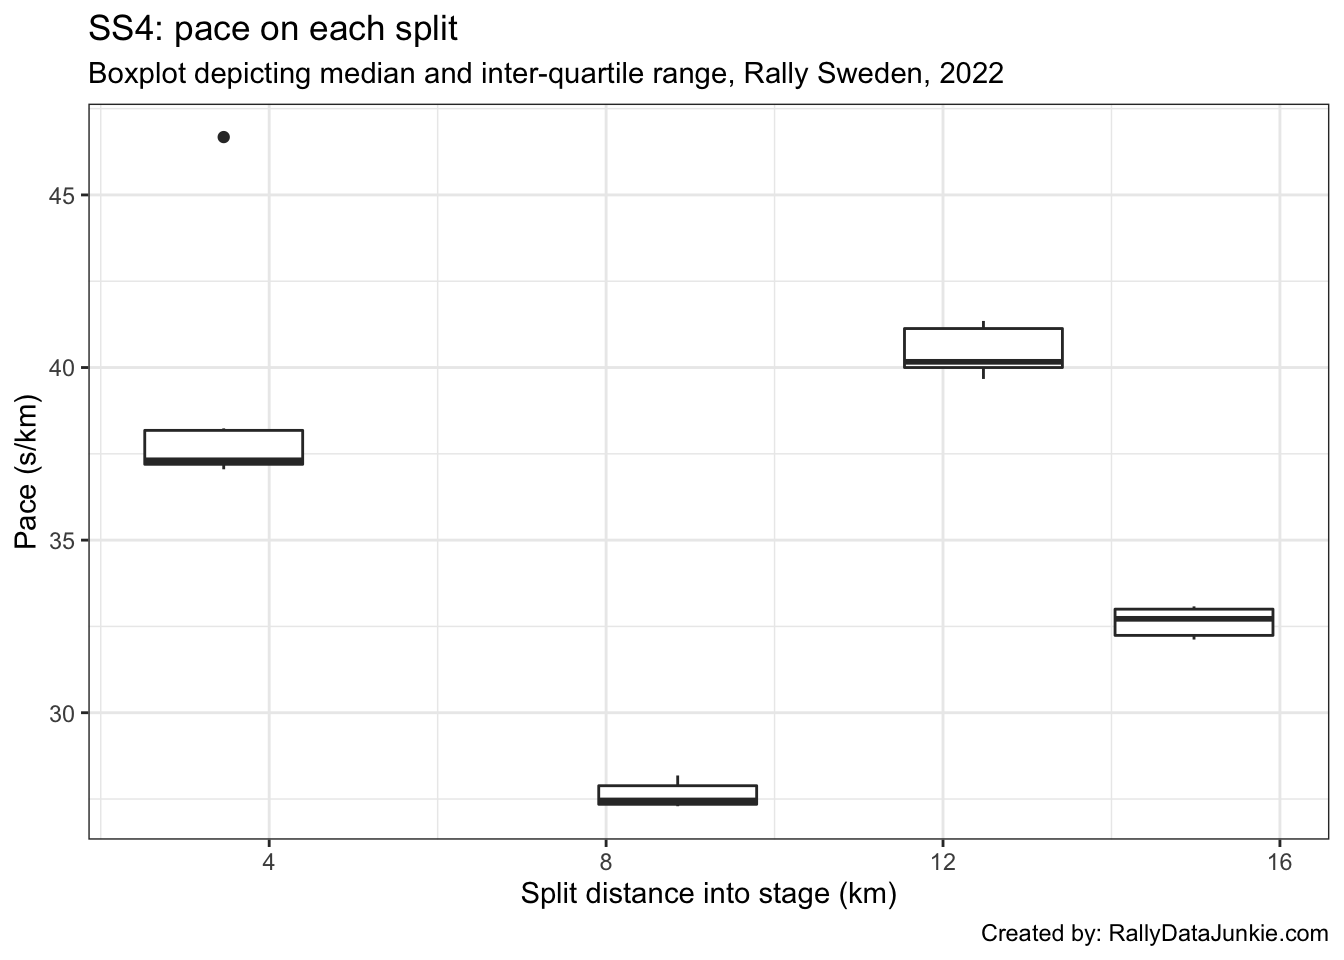 SS4: pace on each split
Boxplot depicting median and inter-quartile range, Rally Sweden, 2022
45
40
35
30
Pace (s/km)
4 8 12 16
Split distance into stage (km)
Created by: RallyDataJunkie.com